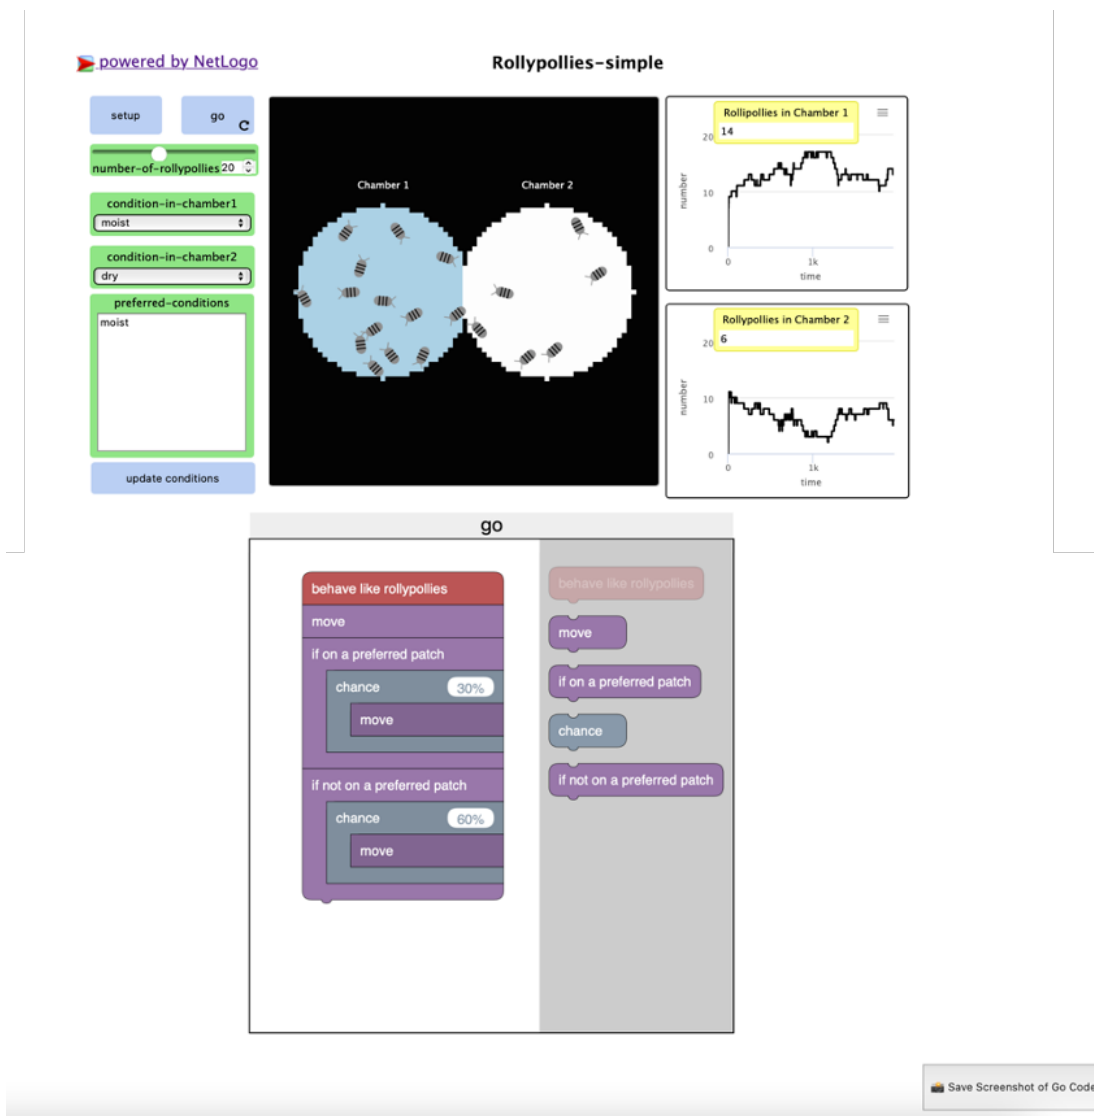 powered by NetLogo
Rollypollies-simple
setup
go
number-of-rollypollies 20
condition-in-chamber1
moist
condition-in-chamber2
dry
preferred-conditions
moist
update conditions
Chamber 1
Chamber 2
Rollipollies in Chamber 1
14
20
10
0
number
0
1k
time
Rollypollies in Chamber 2
6
20
10
0
number
0
1k
time
go
behave like rollypollies
move
if on a preferred patch
chance 30%
move
if not on a preferred patch
chance 60%
move
behave like rollypollies
move
if on a preferred patch
chance
if not on a preferred patch
Save Screenshot of Go Code